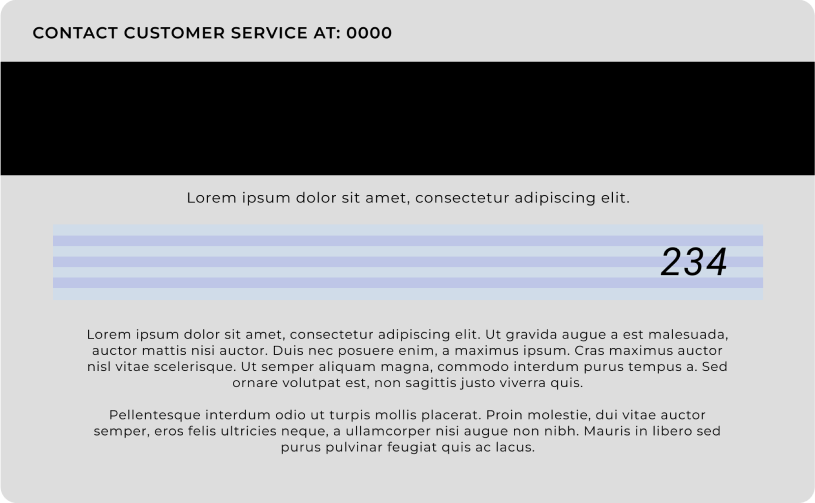 CONTACT CUSTOMER SERVICE AT: 0000
Lorem ipsum dolor sit amet, consectetur adipiscing elit.
234
Lorem ipsum dolor sit amet, consectetur adipiscing elit. Ut gravida augue a est malesuada,
auctor mattis nisi auctor. Duis nec posuere enim, a maximus ipsum. Cras maximus auctor
nisl vitae scelerisque. Ut semper aliquam magna, commodo interdum purus tempus a. Sed
ornare volutpat est, non sagittis justo viverra quis.
Pellentesque interdum odio ut turpis mollis placerat. Proin molestie, dui vitae auctor
semper, eros felis ultricies neque, a ullamcorper nisi augue non nibh. Mauris in libero sed
purus pulvinar feugiat quis ac lacus.